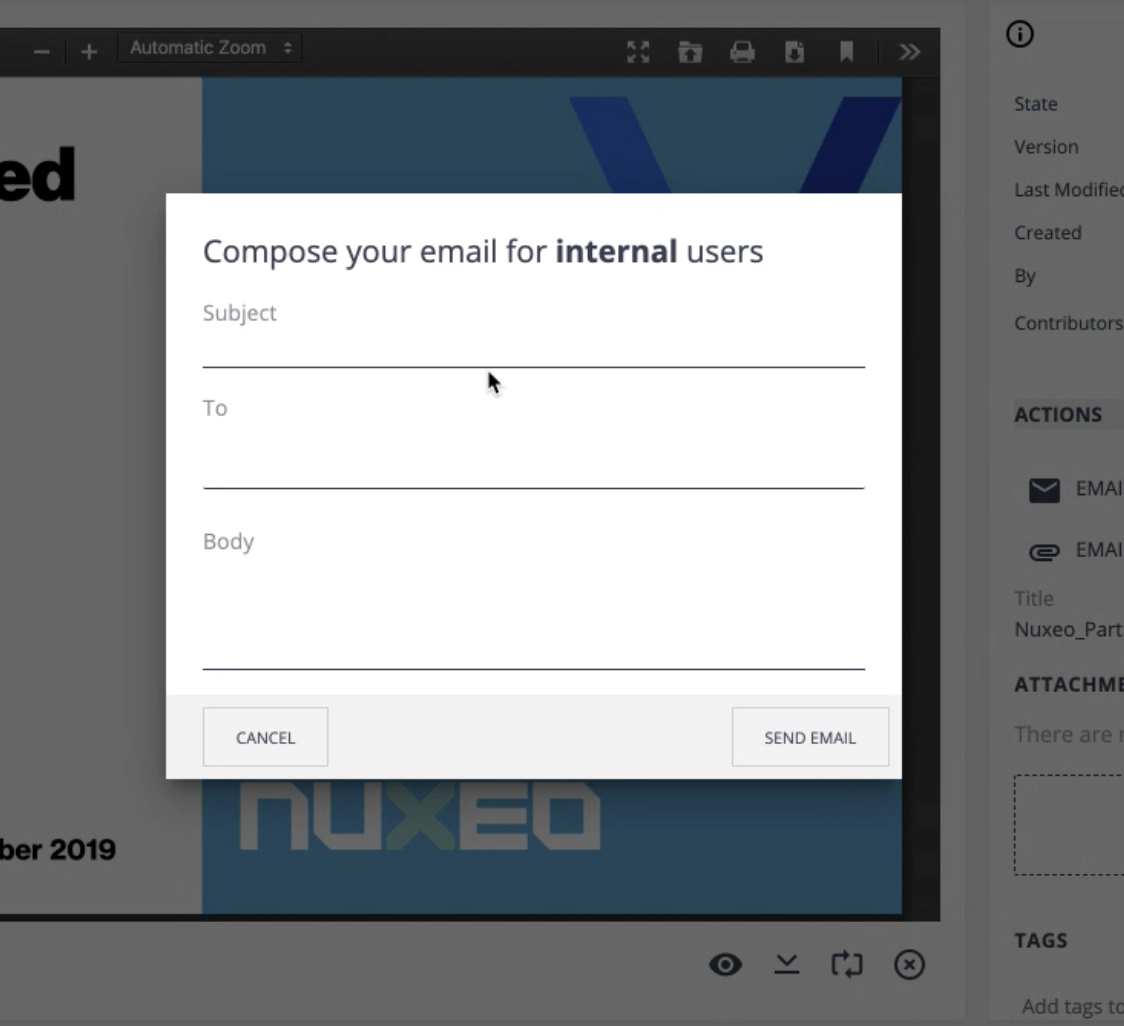 Automatic Zoom
ed
Compose your email for internal users
Subject
To
Body
CANCEL
SEND EMAIL
nuxeo
ber 2019
State
Version
Last Modified
Created
By
Contributors
ACTIONS
EMAI
EMAI
Title
Nuxeo_Part
ATTACHME
There are
TAGS
Add tags to